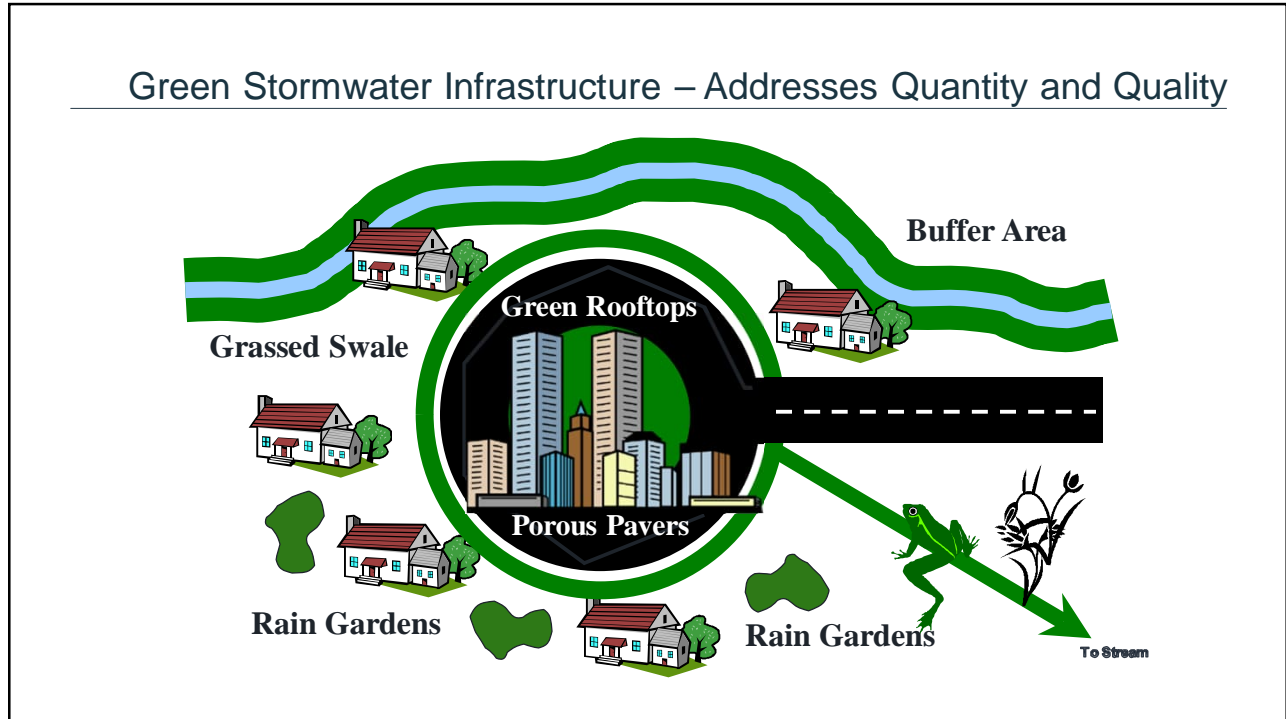 Green Stormwater Infrastructure – Addresses Quantity and Quality
Buffer Area
Green Rooftops
Grassed Swale
Porous Pavers
Rain Gardens
Rain Gardens
To Stream